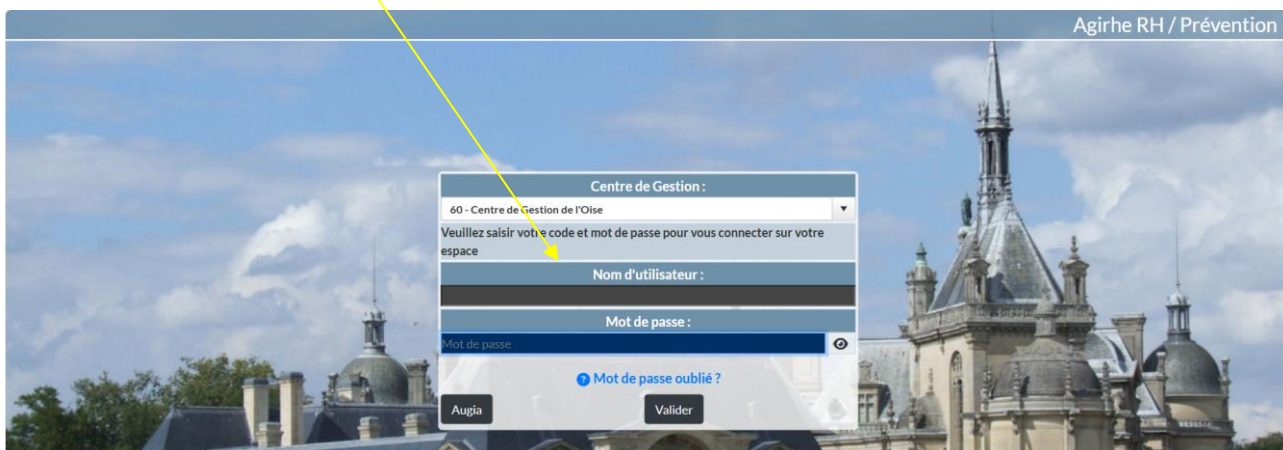 Agirhe RH / Prévention
Centre de Gestion :
60 - Centre de Gestion de l'Oise
Veuillez saisir votre code et mot de passe pour vous connecter sur votre
espace
Nom d'utilisateur :
Mot de passe :
Mot de passe
Mot de passe oublié ?
Augia
Valider